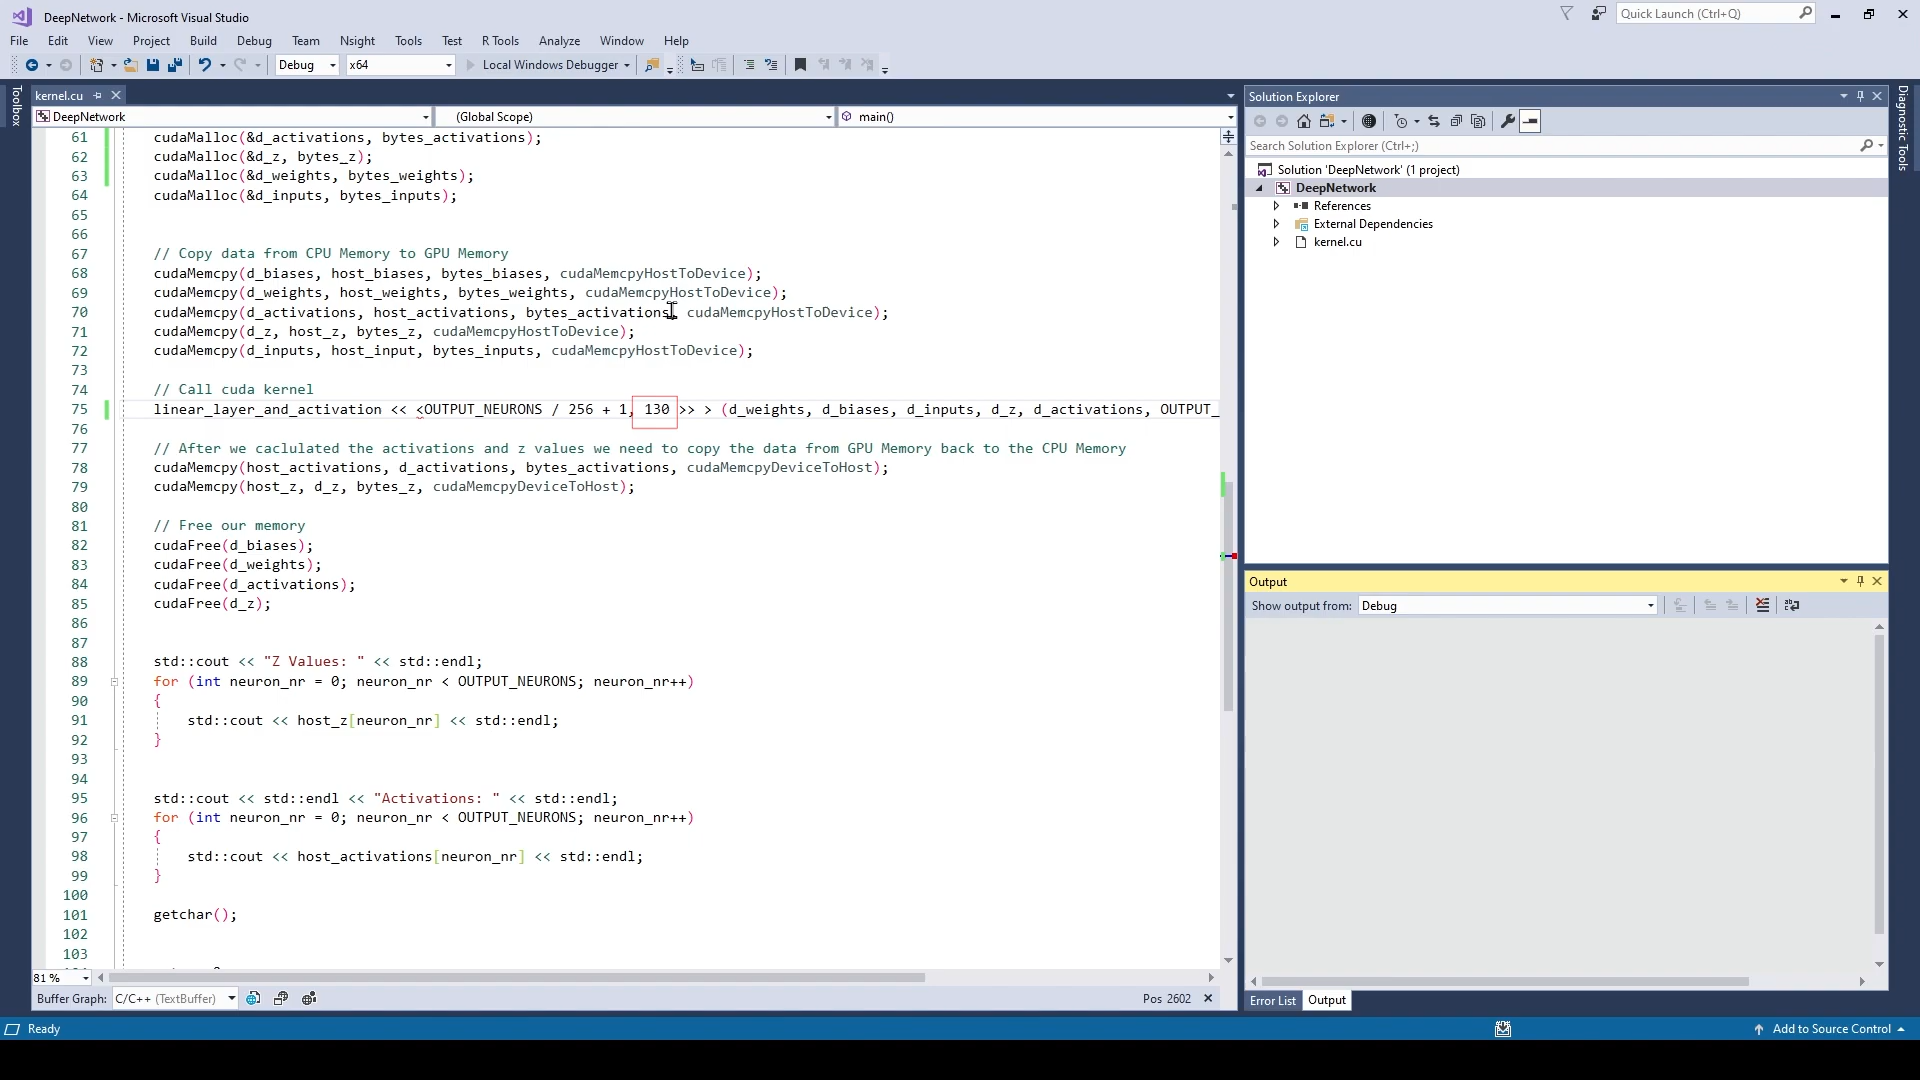 DeepNetwork - Microsoft Visual Studio
Quick Launch (Ctrl+Q)
File Edit View Project Build Debug Team Nsight Tools Test R Tools Analyze Window Help
Debug x64 Local Windows Debugger
Toolbox
kernel.cu
DeepNetwork (Global Scope) main()
61 cudaMalloc(&d_activations, bytes_activations);
62 cudaMalloc(&d_z, bytes_z);
63 cudaMalloc(&d_weights, bytes_weights);
64 cudaMalloc(&d_inputs, bytes_inputs);
65
66
67 // Copy data from CPU Memory to GPU Memory
68 cudaMemcpy(d_biases, host_biases, bytes_biases, cudaMemcpyHostToDevice);
69 cudaMemcpy(d_weights, host_weights, bytes_weights, cudaMemcpyHostToDevice);
70 cudaMemcpy(d_activations, host_activations, bytes_activations, cudaMemcpyHostToDevice);
71 cudaMemcpy(d_z, host_z, bytes_z, cudaMemcpyHostToDevice);
72 cudaMemcpy(d_inputs, host_input, bytes_inputs, cudaMemcpyHostToDevice);
73
74 // Call cuda kernel
75 linear_layer_and_activation << <OUTPUT_NEURONS / 256 + 1, 130 >> > (d_weights, d_biases, d_inputs, d_z, d_activations, OUTPUT_
76
77 // After we caclulated the activations and z values we need to copy the data from GPU Memory back to the CPU Memory
78 cudaMemcpy(host_activations, d_activations, bytes_activations, cudaMemcpyDeviceToHost);
79 cudaMemcpy(host_z, d_z, bytes_z, cudaMemcpyDeviceToHost);
80
81 // Free our memory
82 cudaFree(d_biases);
83 cudaFree(d_weights);
84 cudaFree(d_activations);
85 cudaFree(d_z);
86
87
88 std::cout << "Z Values: " << std::endl;
89 for (int neuron_nr = 0; neuron_nr < OUTPUT_NEURONS; neuron_nr++)
90 {
91 std::cout << host_z[neuron_nr] << std::endl;
92 }
93
94
95 std::cout << std::endl << "Activations: " << std::endl;
96 for (int neuron_nr = 0; neuron_nr < OUTPUT_NEURONS; neuron_nr++)
97 {
98 std::cout << host_activations[neuron_nr] << std::endl;
99 }
100
101 getchar();
102
103
81 %
Buffer Graph: C/C++ (TextBuffer) Pos 2602
Ready
Solution Explorer
Search Solution Explorer (Ctrl+;)
Solution 'DeepNetwork' (1 project)
DeepNetwork
References
External Dependencies
kernel.cu
Output
Show output from: Debug
Error List Output
Diagnostic Tools
Add to Source Control